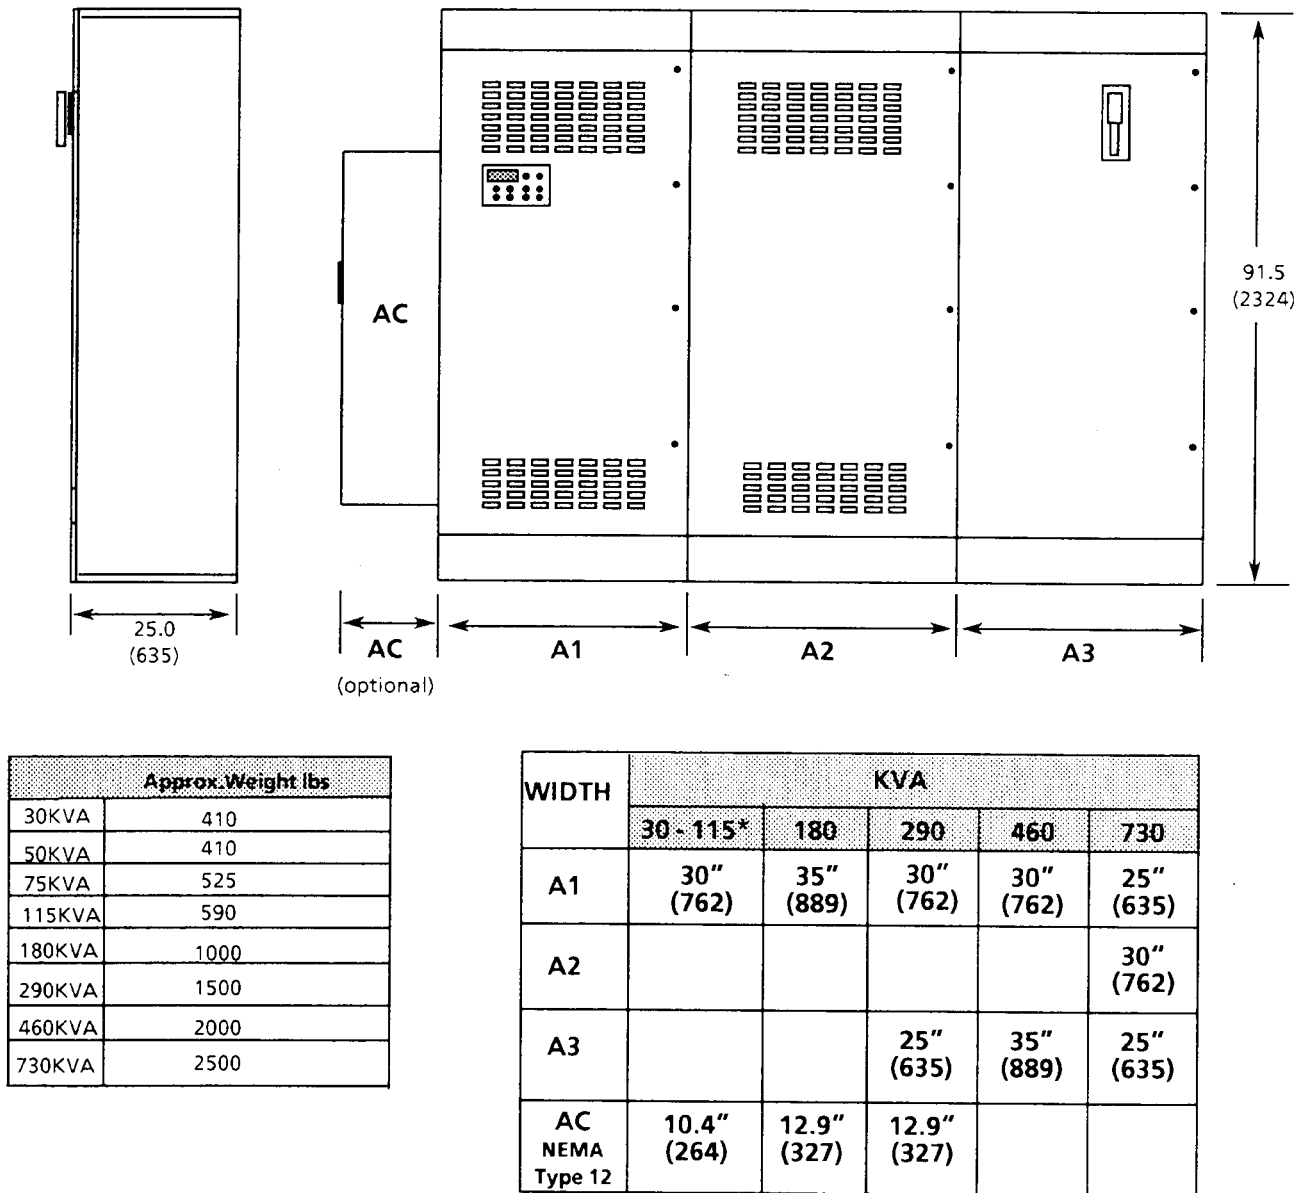 91.5
(2324)
AC
25.0
(635)
AC
(optional)
A1
A2
A3
Approx.Weight lbs
30KVA 410
50KVA 410
75KVA 525
115KVA 590
180KVA 1000
290KVA 1500
460KVA 2000
730KVA 2500
WIDTH KVA
30 - 115* 180 290 460 730
A1 30" 35" 30" 30" 25"
(762) (889) (762) (762) (635)
A2 30"
(762)
A3 25" 35" 25"
(635) (889) (635)
AC 10.4" 12.9" 12.9"
NEMA (264) (327) (327)
Type 12